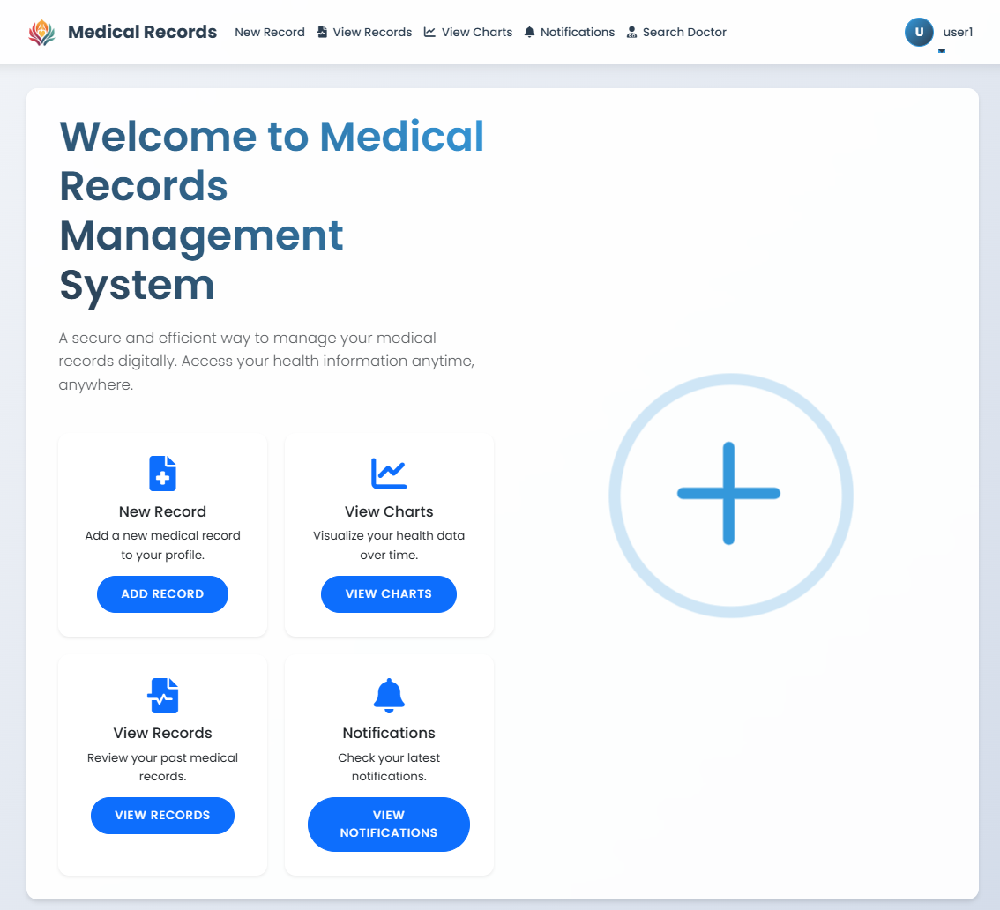 Medical Records New Record View Records View Charts Notifications Search Doctor U user1
Welcome to Medical
Records
Management
System
A secure and efficient way to manage your medical
records digitally. Access your health information anytime,
anywhere.
New Record
Add a new medical record
to your profile.
ADD RECORD
View Charts
Visualize your health data
over time.
VIEW CHARTS
View Records
Review your past medical
records.
VIEW RECORDS
Notifications
Check your latest
notifications.
VIEW
NOTIFICATIONS